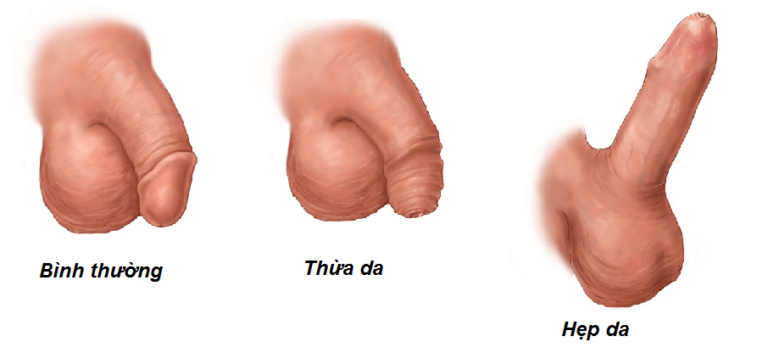 Bình thường
Thừa da
Hẹp da